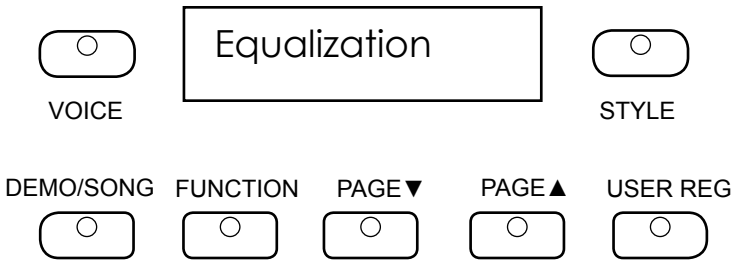 Equalization
VOICE STYLE
DEMO/SONG FUNCTION PAGE▼ PAGE▲ USER REG